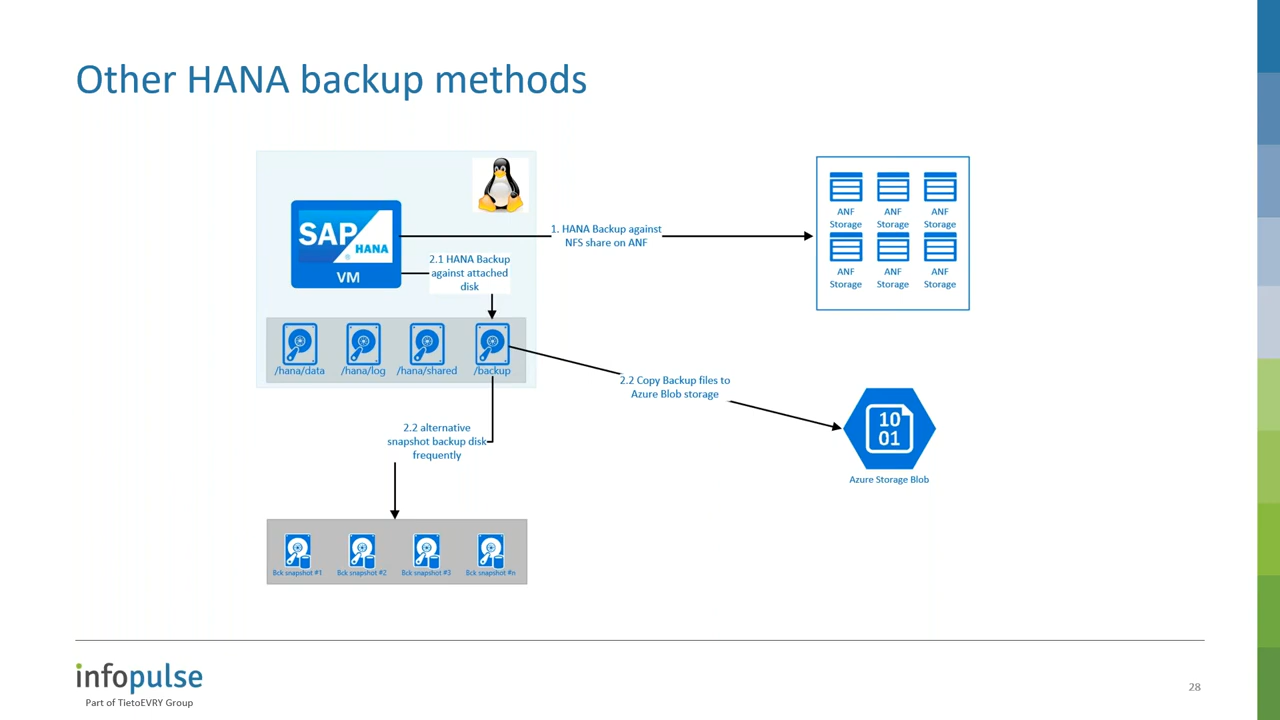 Other HANA backup methods
SAP
HANA
VM
1. HANA Backup against
NFS share on ANF
2.1 HANA Backup
against attached
disk
ANF
Storage
ANF
Storage
ANF
Storage
ANF
Storage
ANF
Storage
ANF
Storage
/hana/data
/hana/log
/hana/shared
/backup
2.2 Copy Backup files to
Azure Blob storage
10
01
Azure Storage Blob
2.2 alternative
snapshot backup disk
frequently
Bck snapshot #1
Bck snapshot #2
Bck snapshot #3
Bck snapshot #n
infopulse
Part of TietoEVRY Group
28